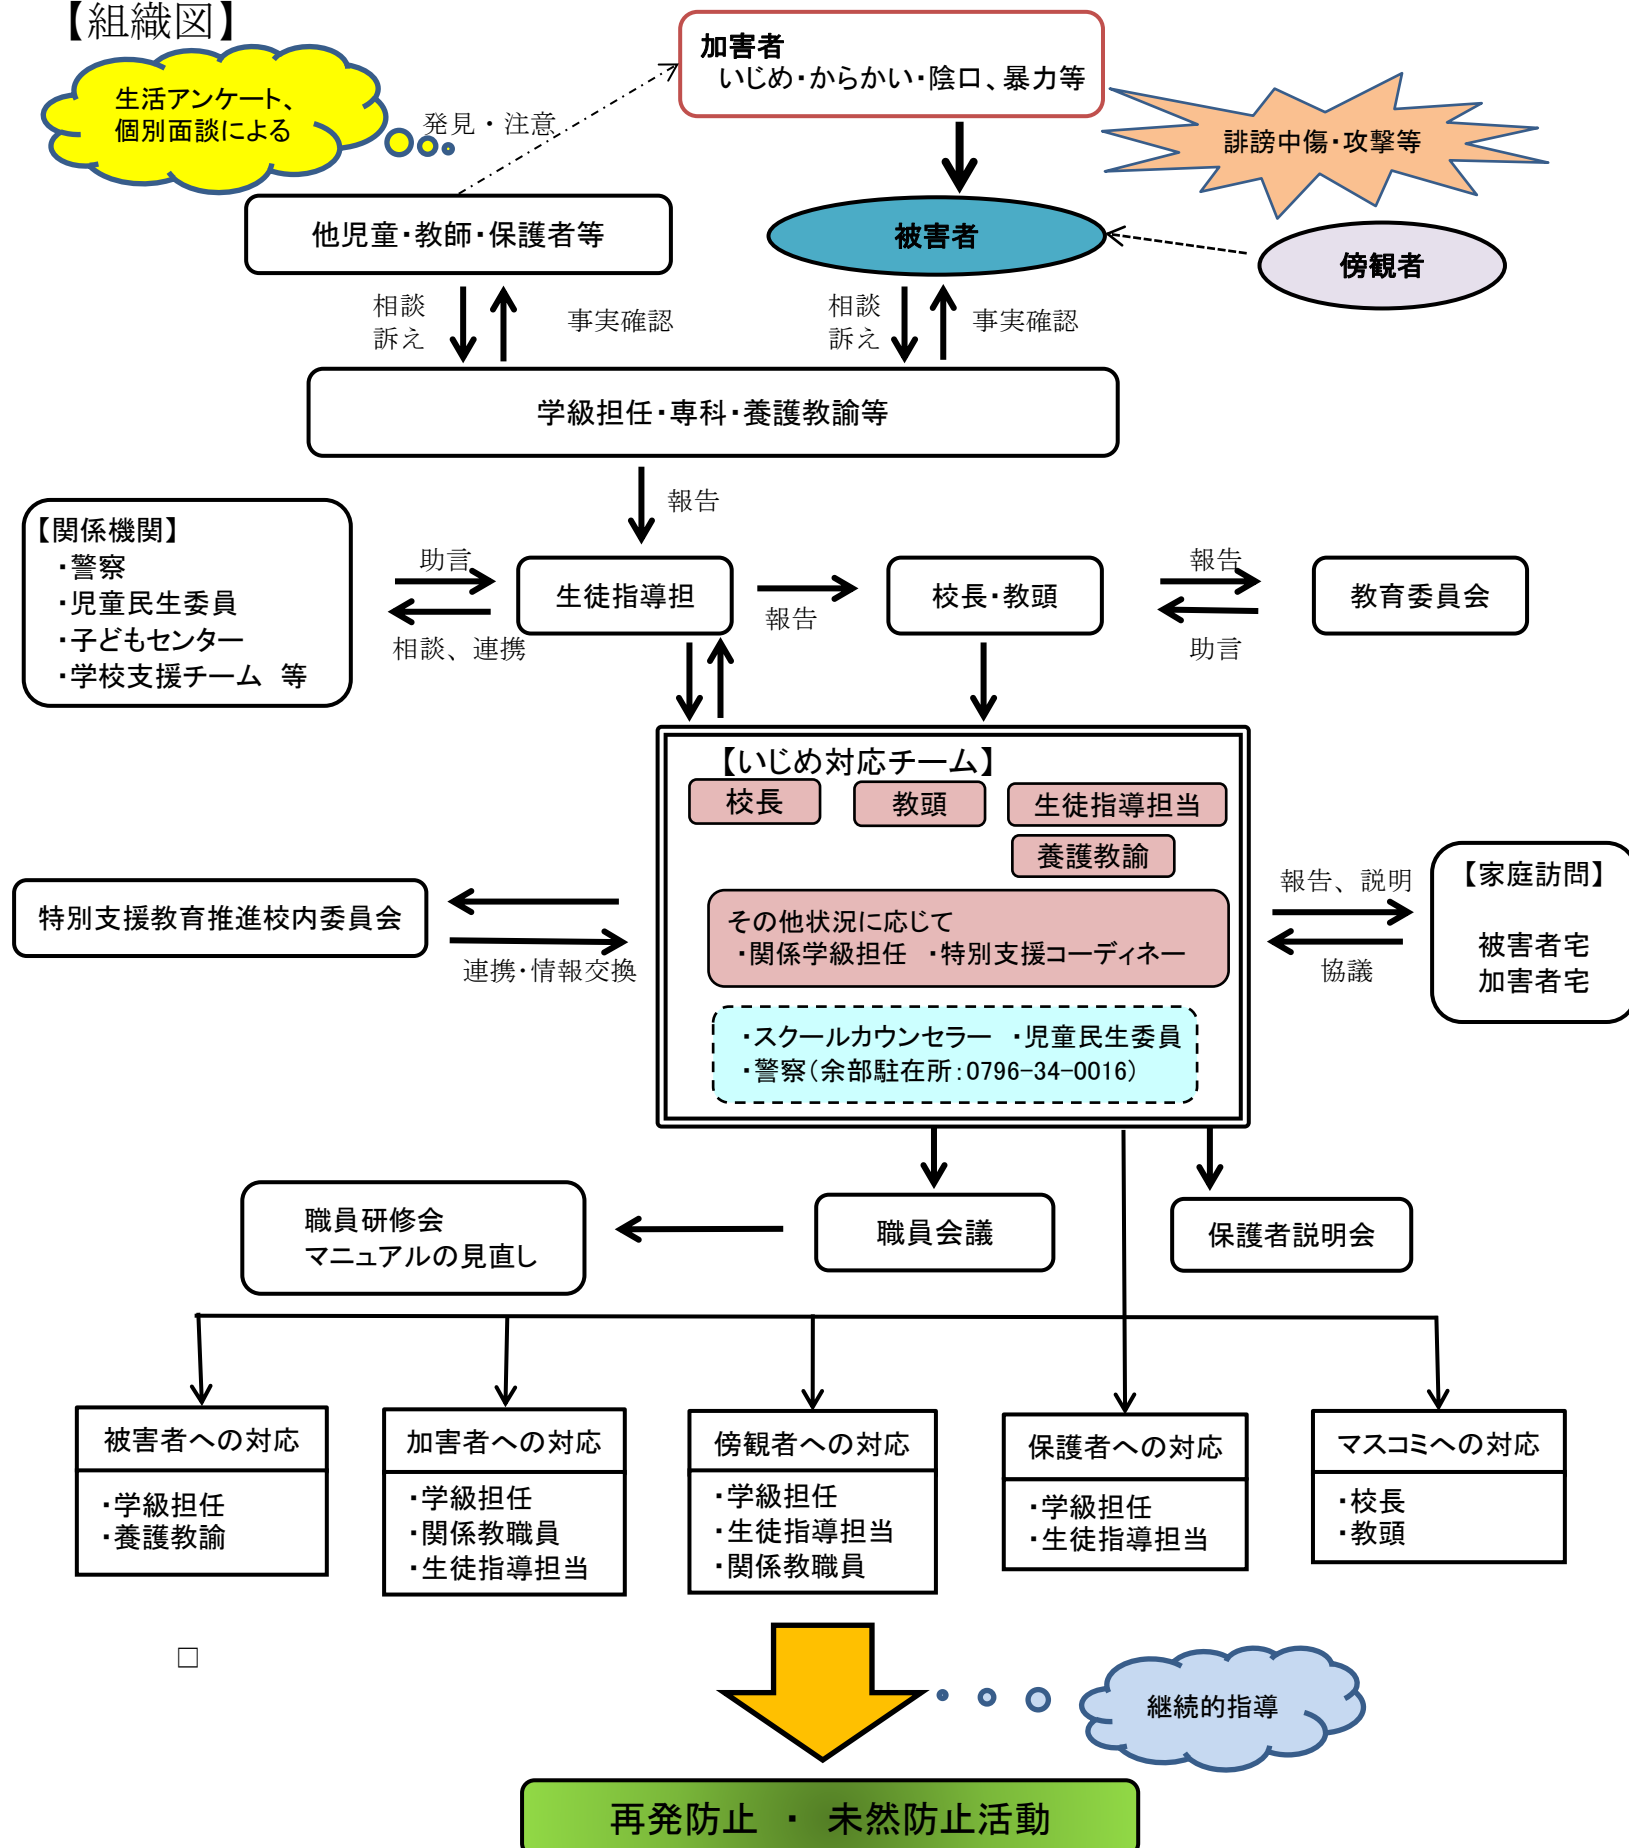 【組織図】
加害者
いじめ・からかい・陰口、暴力等
生活アンケート、
個別面談による
発見・注意
誹謗中傷・攻撃等
他児童・教師・保護者等
被害者
傍観者
相談
訴え
事実確認
相談
訴え
事実確認
学級担任・専科・養護教諭等
報告
【関係機関】
・警察
・児童民生委員
・子どもセンター
・学校支援チーム 等
助言
相談、連携
生徒指導担
報告
校長・教頭
報告
助言
教育委員会
【いじめ対応チーム】
校長
教頭
生徒指導担当
養護教諭
その他状況に応じて
・関係学級担任 ・特別支援コーディネー
・スクールカウンセラー ・児童民生委員
・警察（余部駐在所：0796-34-0016）
特別支援教育推進校内委員会
連携・情報交換
報告、説明
協議
【家庭訪問】
被害者宅
加害者宅
職員研修会
マニュアルの見直し
職員会議
保護者説明会
被害者への対応
・学級担任
・養護教諭
加害者への対応
・学級担任
・関係教職員
・生徒指導担当
傍観者への対応
・学級担任
・生徒指導担当
・関係教職員
保護者への対応
・学級担任
・生徒指導担当
マスコミへの対応
・校長
・教頭
継続的指導
再発防止 ・ 未然防止活動